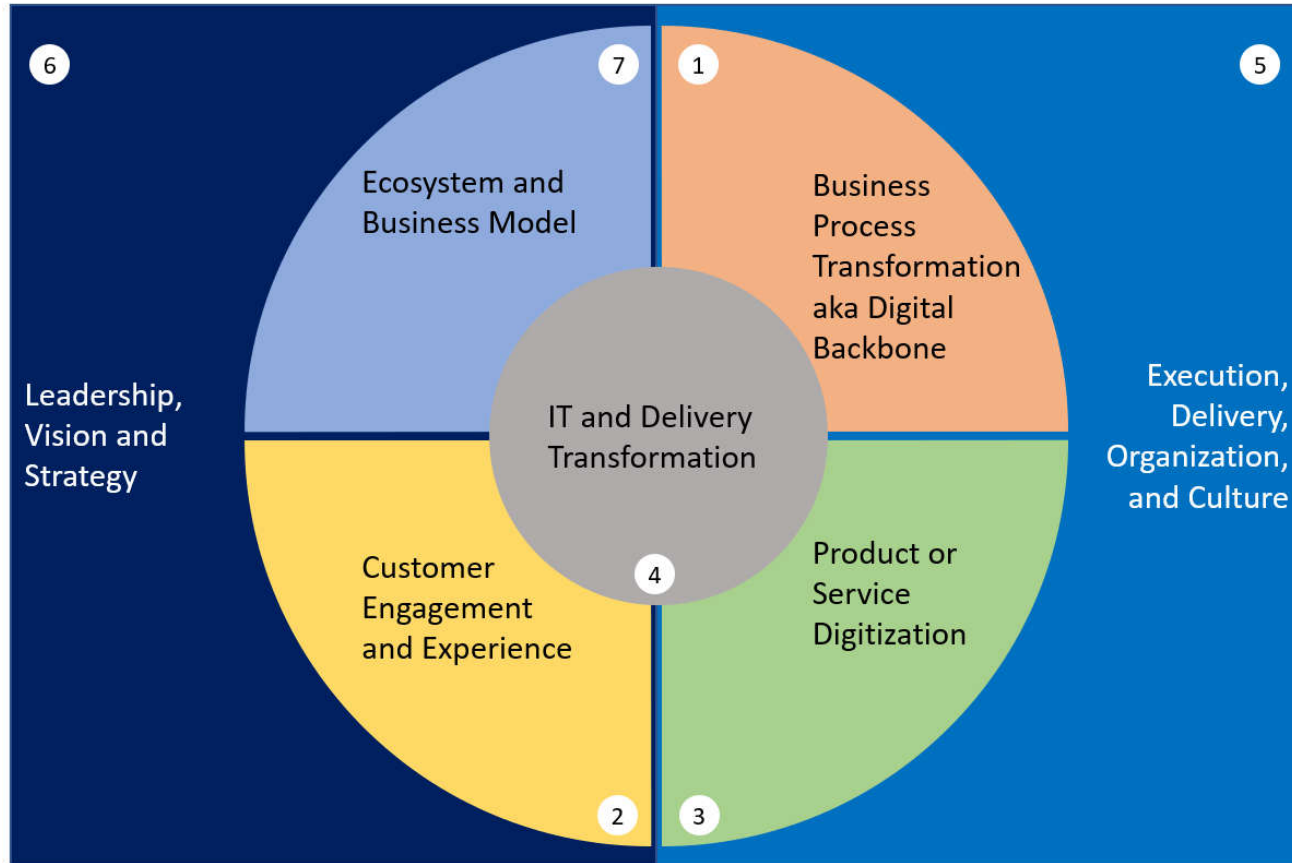 6
7
1
5
Ecosystem and
Business Model
Business
Process
Transformation
aka Digital
Backbone
Leadership,
Vision and
Strategy
IT and Delivery
Transformation
Execution,
Delivery,
Organization,
and Culture
Customer
Engagement
and Experience
4
Product or
Service
Digitization
2
3